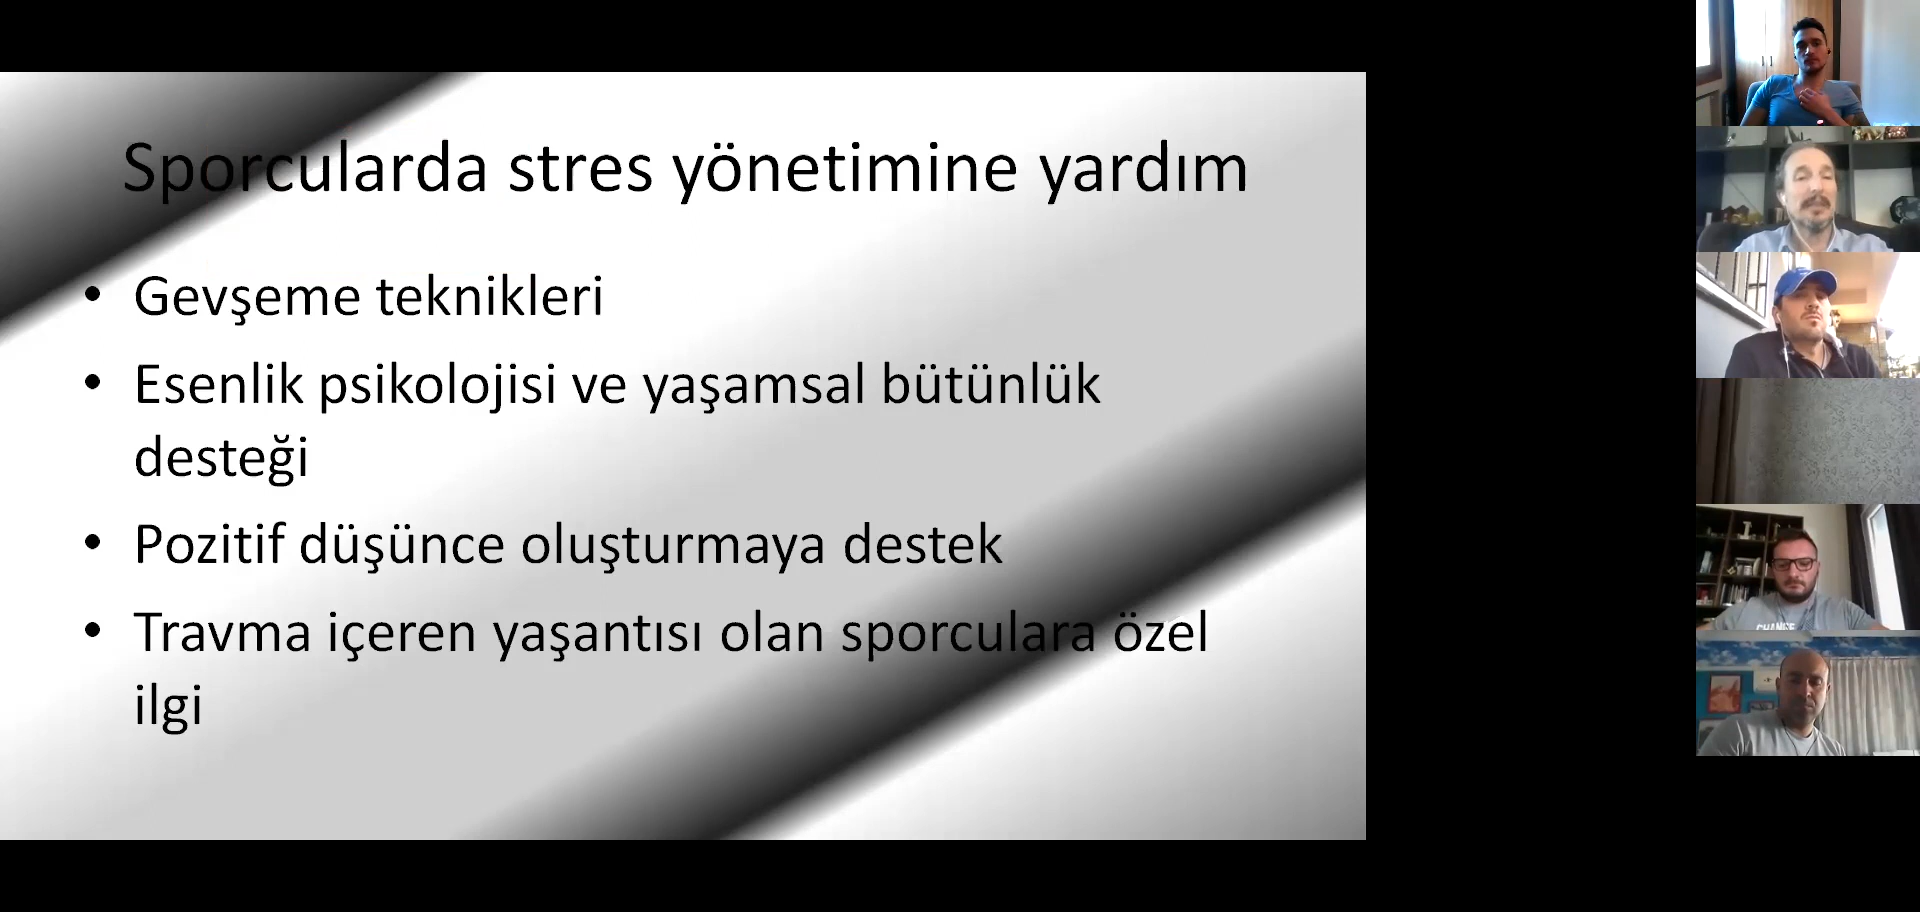 Sporcularda stres yönetimine yardım
• Gevşeme teknikleri
• Esenlik psikolojisi ve yaşamsal bütünlük
desteği
• Pozitif düşünce oluşturmaya destek
• Travma içeren yaşantısı olan sporculara özel
ilgi
CHANGE